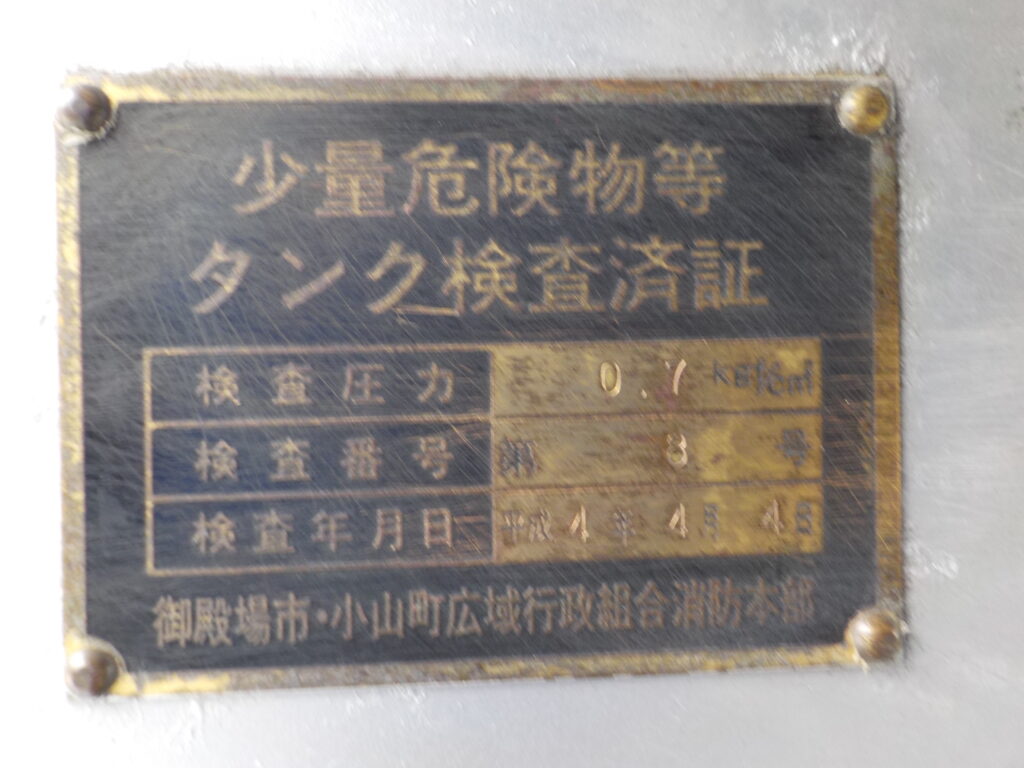 少量危険物等
タンク検査済証
検査圧力 0.7 kgf/c㎡
検査番号 第 8 号
検査年月日 平成 4 年 4 月 4 日
御殿場市・小山町広域行政組合消防本部